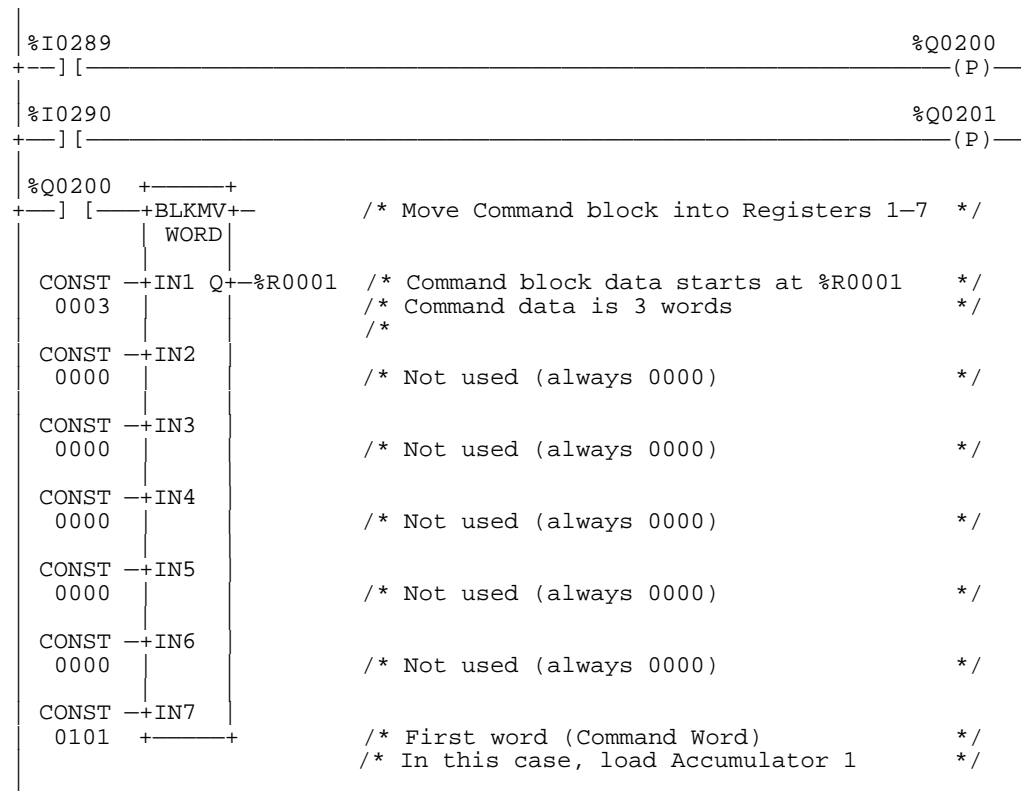 %I0289 %Q0200
+——] [——(P)——
%I0290 %Q0201
+——] [——(P)——
%Q0200 +—————+
+——] [———+BLKMV+— /* Move Command block into Registers 1—7 */
WORD
CONST —+IN1 Q+—%R0001 /* Command block data starts at %R0001 */
0003 /* Command data is 3 words */
/*
CONST —+IN2
0000 /* Not used (always 0000) */
CONST —+IN3
0000 /* Not used (always 0000) */
CONST —+IN4
0000 /* Not used (always 0000) */
CONST —+IN5
0000 /* Not used (always 0000) */
CONST —+IN6
0000 /* Not used (always 0000) */
CONST —+IN7
0101 +—————+ /* First word (Command Word) */
/* In this case, load Accumulator 1 */